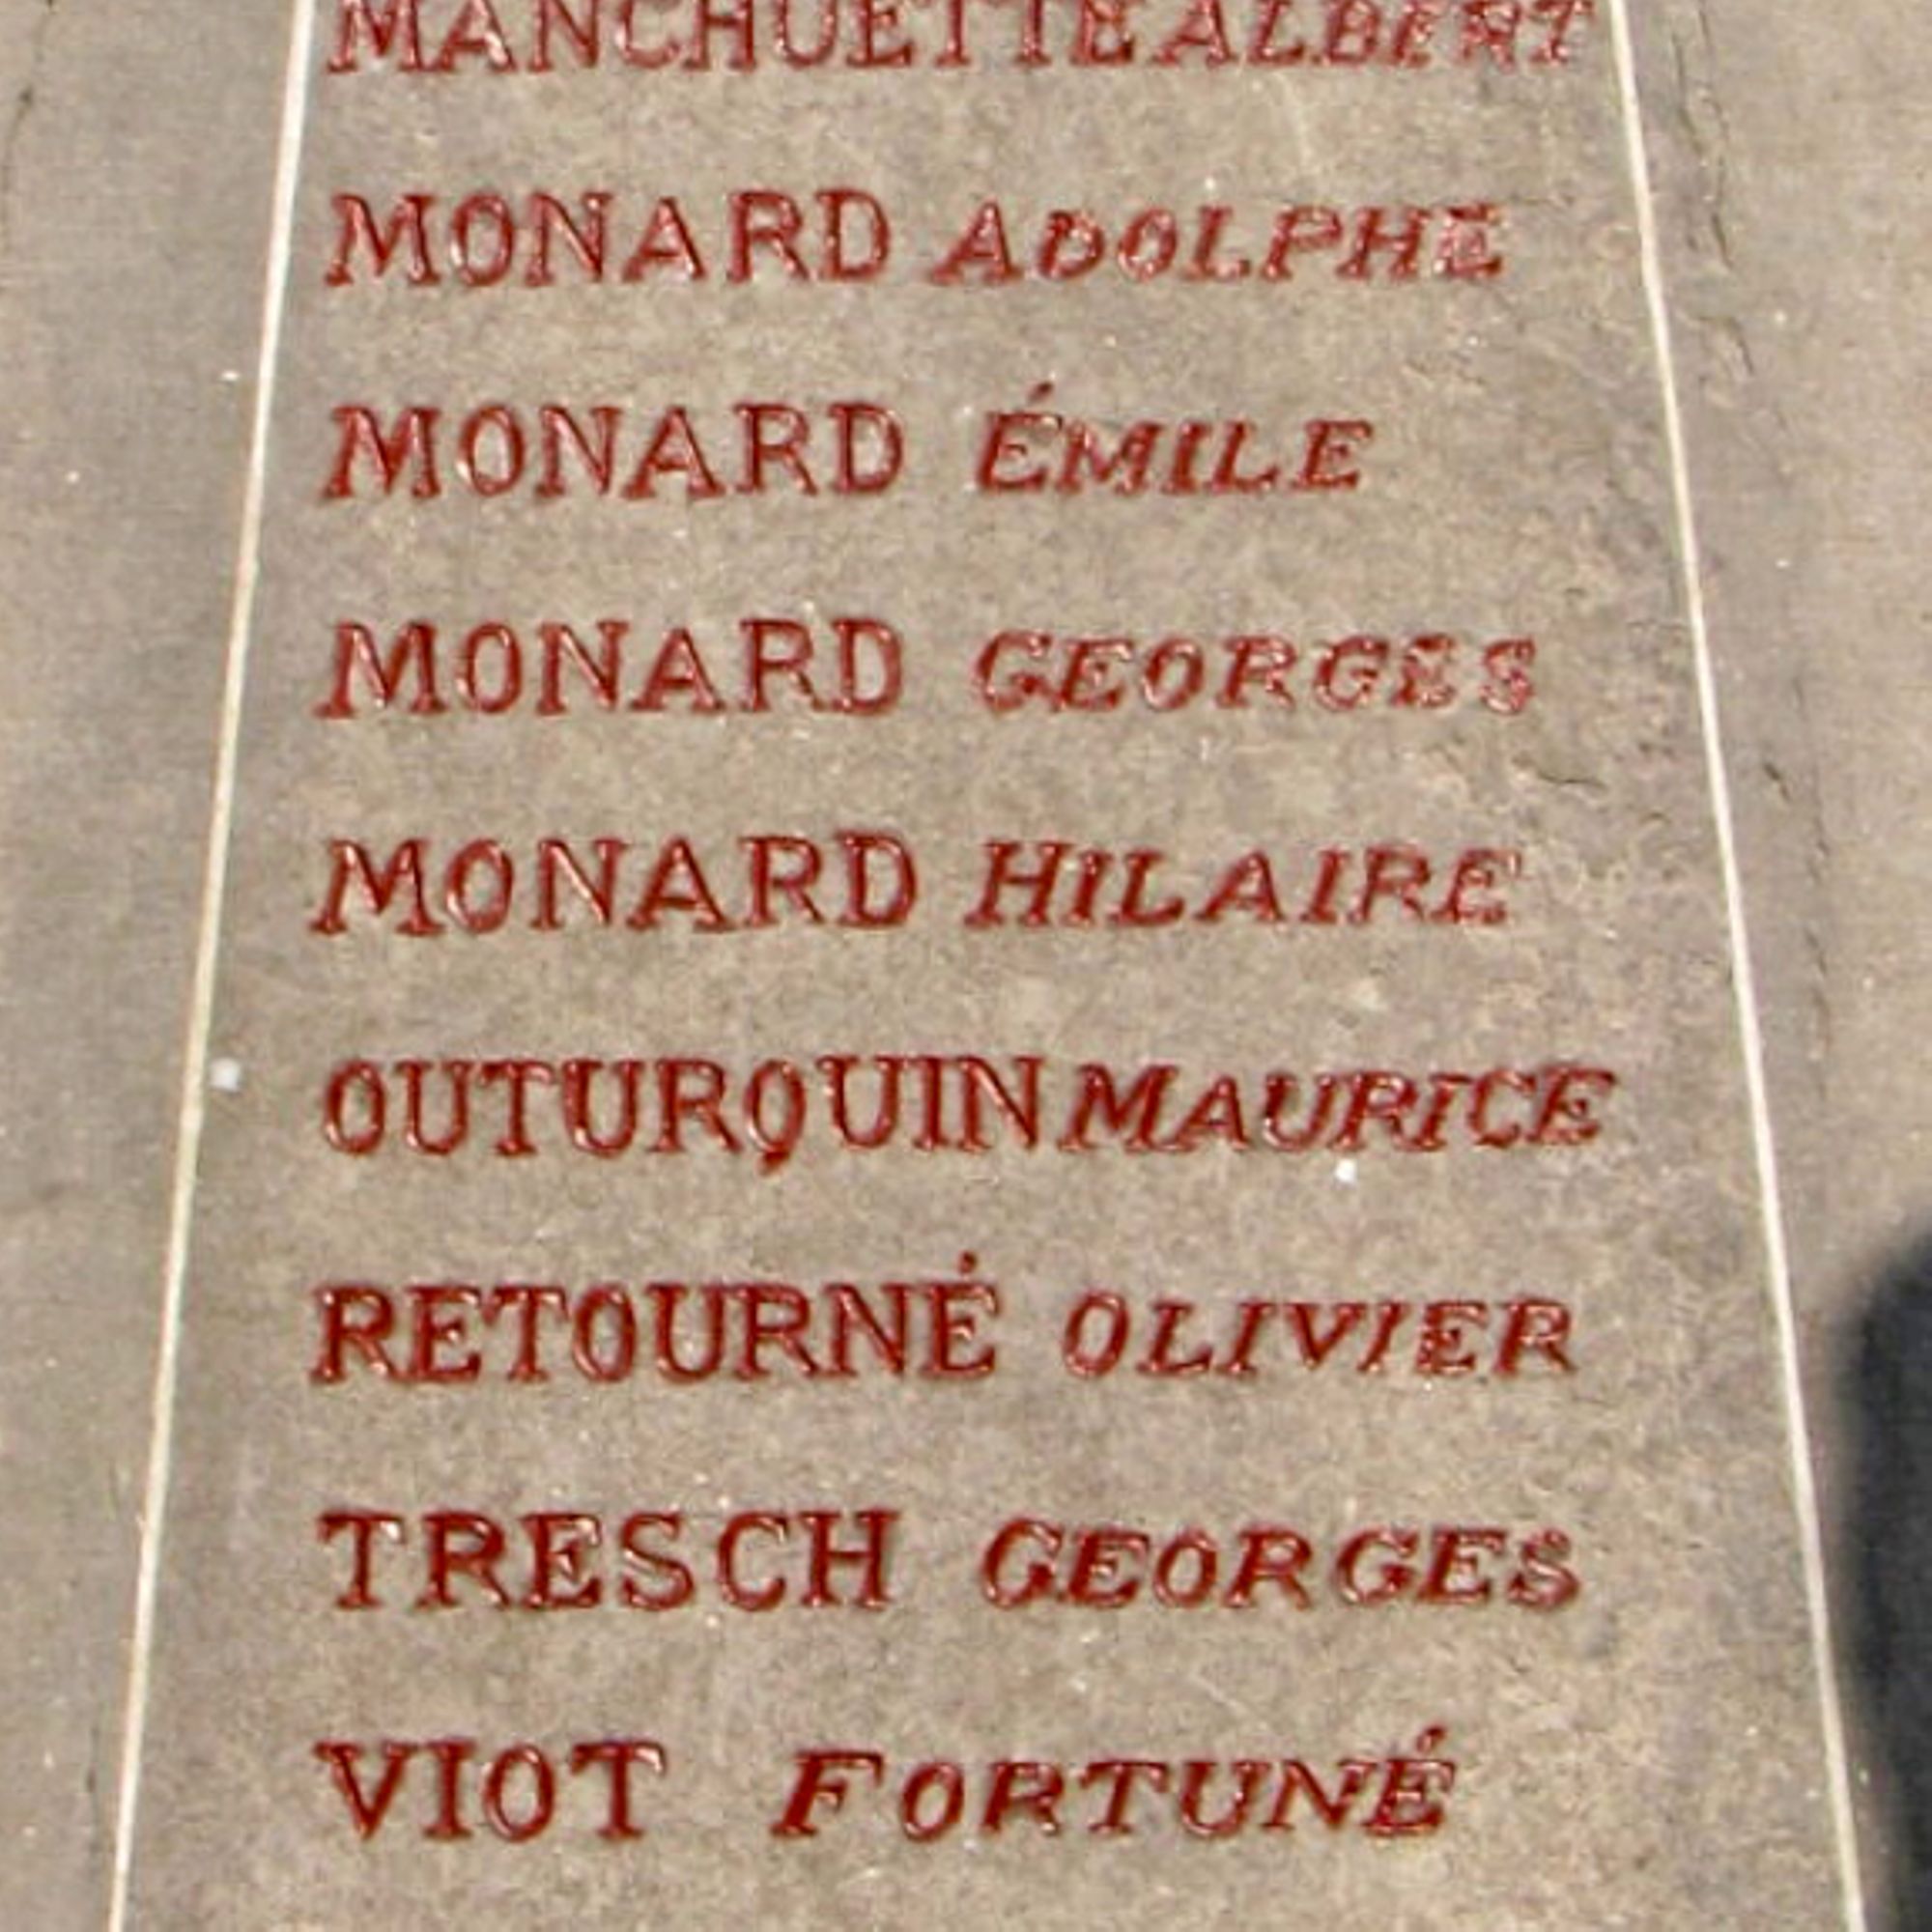 MANCHUETTE ALBERT
MONARD ADOLPHE
MONARD ÉMILE
MONARD GEORGES
MONARD HILAIRE
OUTURQUIN MAURICE
RETOURNÉ OLIVIER
TRESCH GEORGES
VIOT FORTUNÉ